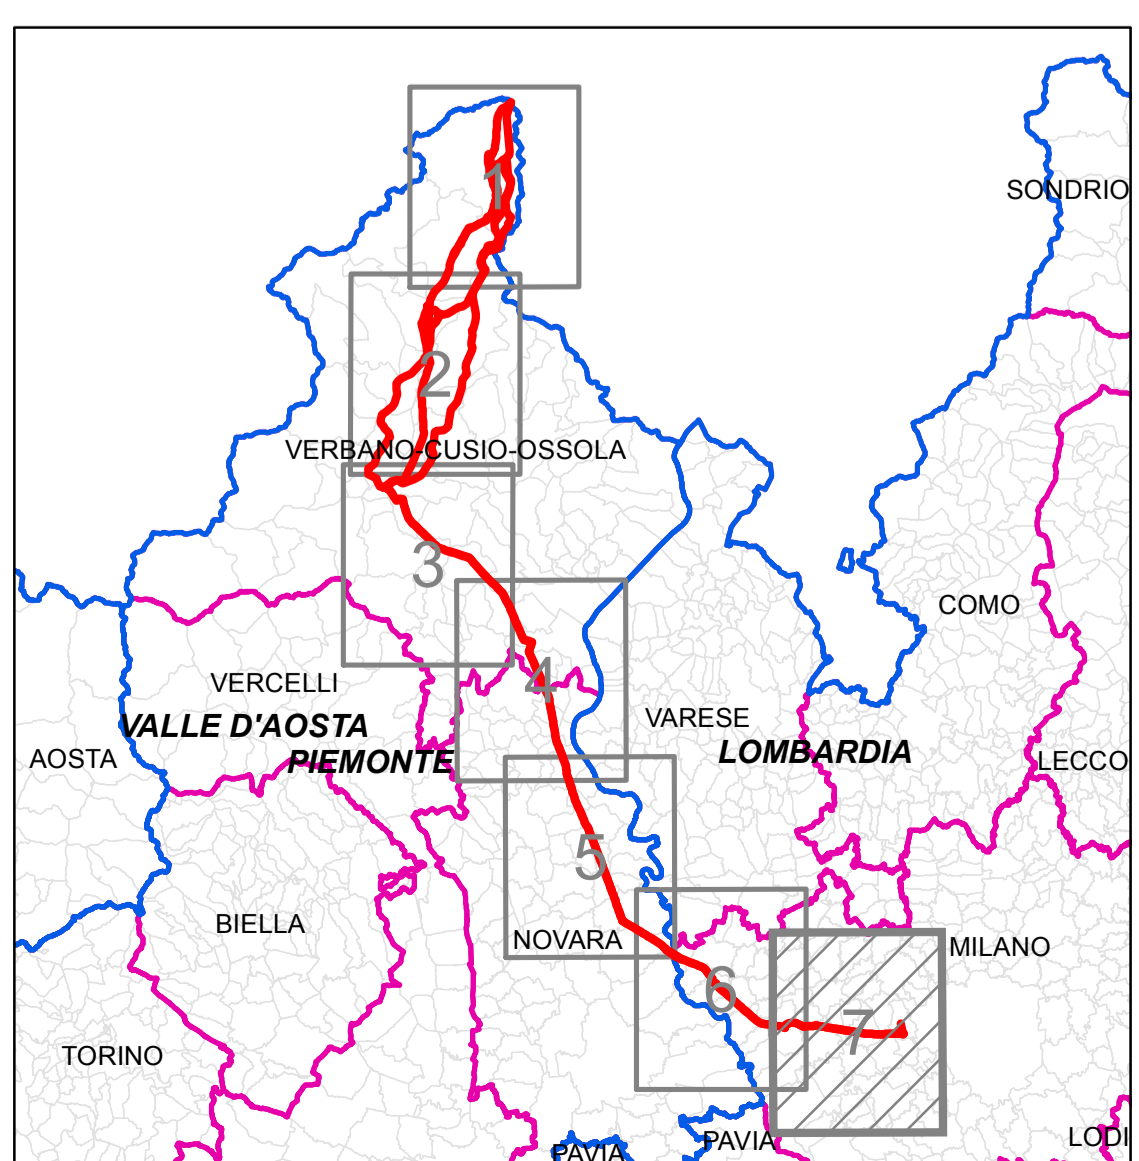 1
SONDRIO
2
VERBANO-CUSIO-OSSOLA
3
COMO
4
VERCELLI
VALLE D'AOSTA
VARESE
AOSTA
PIEMONTE
LOMBARDIA
LECCO
5
BIELLA
NOVARA
MILANO
6
7
TORINO
PAVIA
PAVIA
LODI